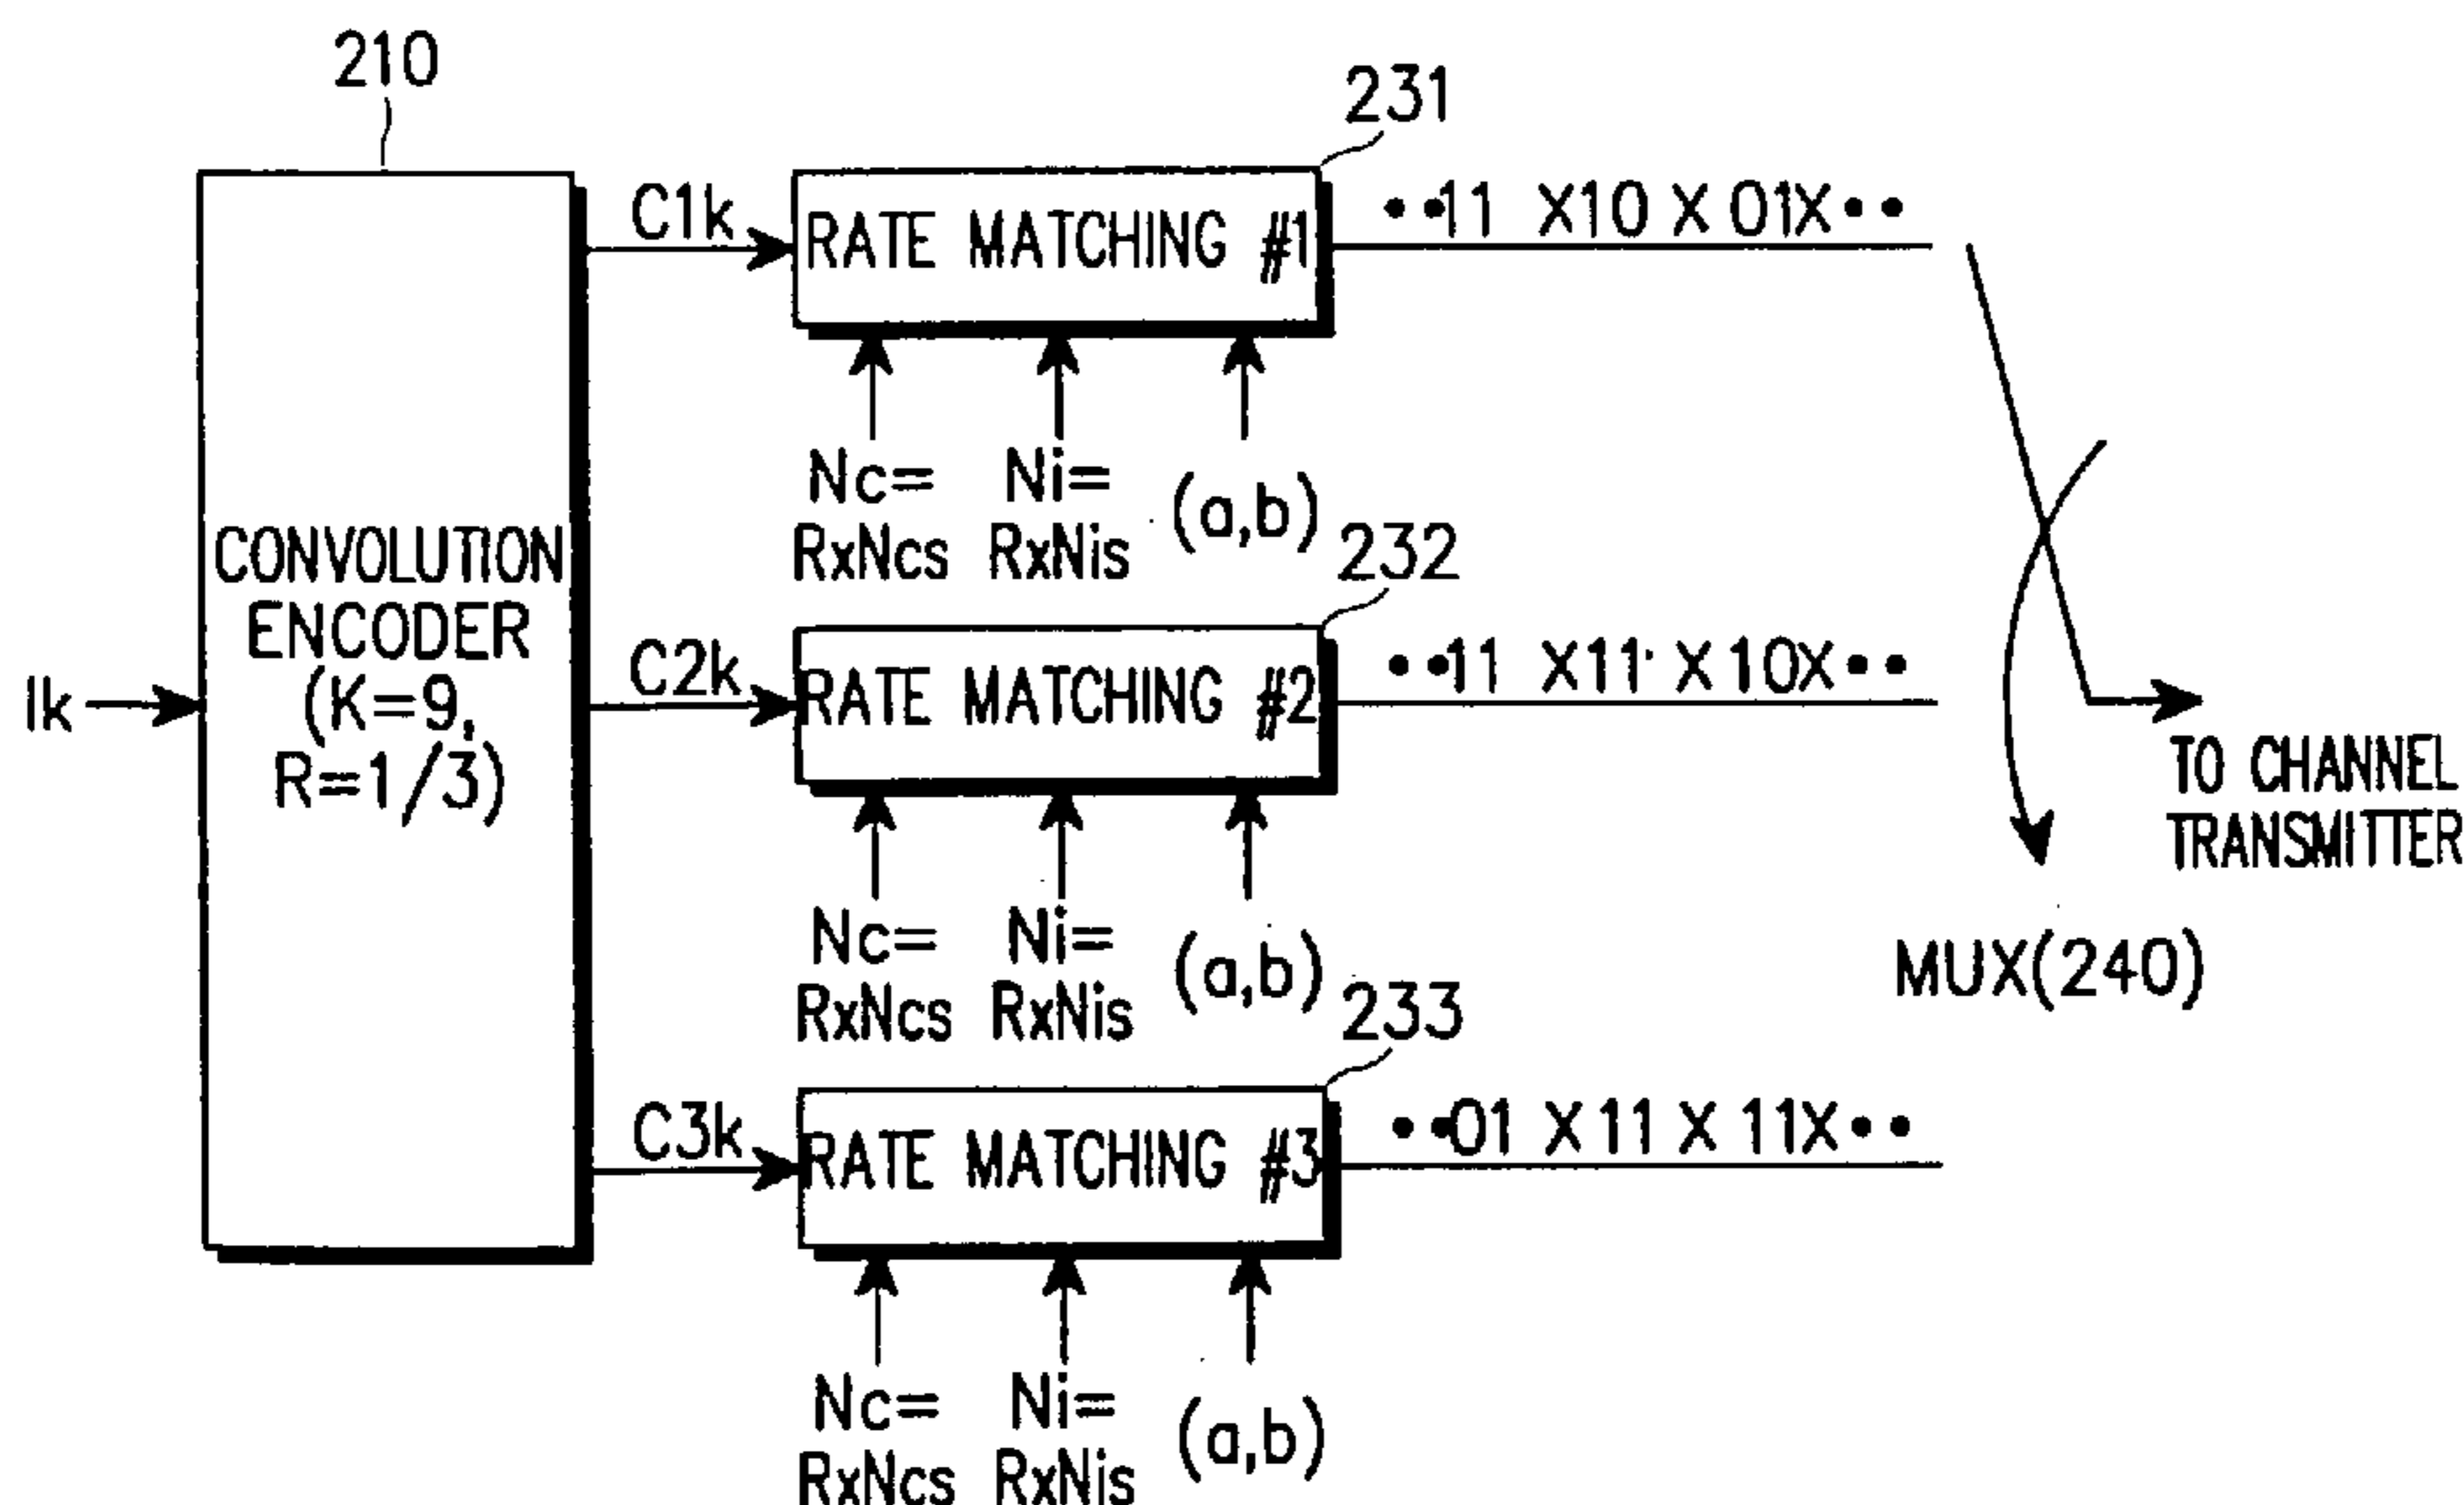 210
231
C1k
RATE MATCHING #1
••11 X10 X 01X••
Nc=
RxNcs
Ni=
RxNis
(a,b)
CONVOLUTION
ENCODER
(K=9,
R=1/3)
Ik
232
C2k
RATE MATCHING #2
••11 X11 X 10X••
TO CHANNEL
TRANSMITTER
Nc=
RxNcs
Ni=
RxNis
(a,b)
MUX(240)
233
C3k
RATE MATCHING #3
••01 X11 X 11X••
Nc=
RxNcs
Ni=
RxNis
(a,b)